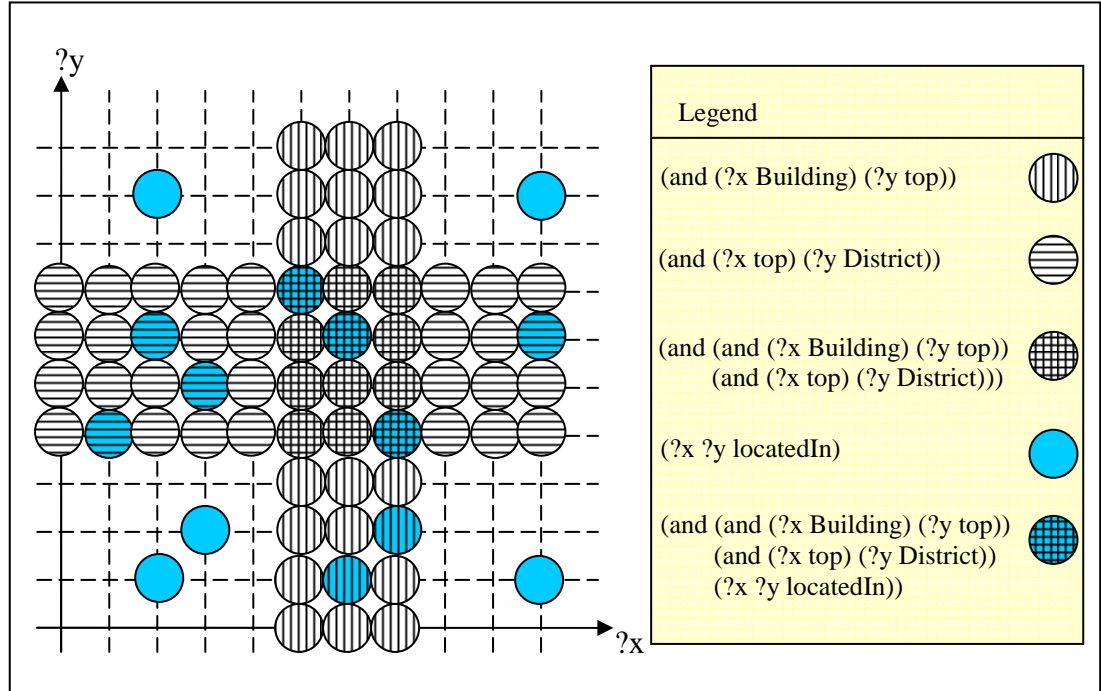 ?y
?x
Legend
(and (?x Building) (?y top))
(and (?x top) (?y District))
(and (and (?x Building) (?y top))
(and (?x top) (?y District)))
(?x ?y locatedIn)
(and (and (?x Building) (?y top))
(and (?x top) (?y District))
(?x ?y locatedIn))